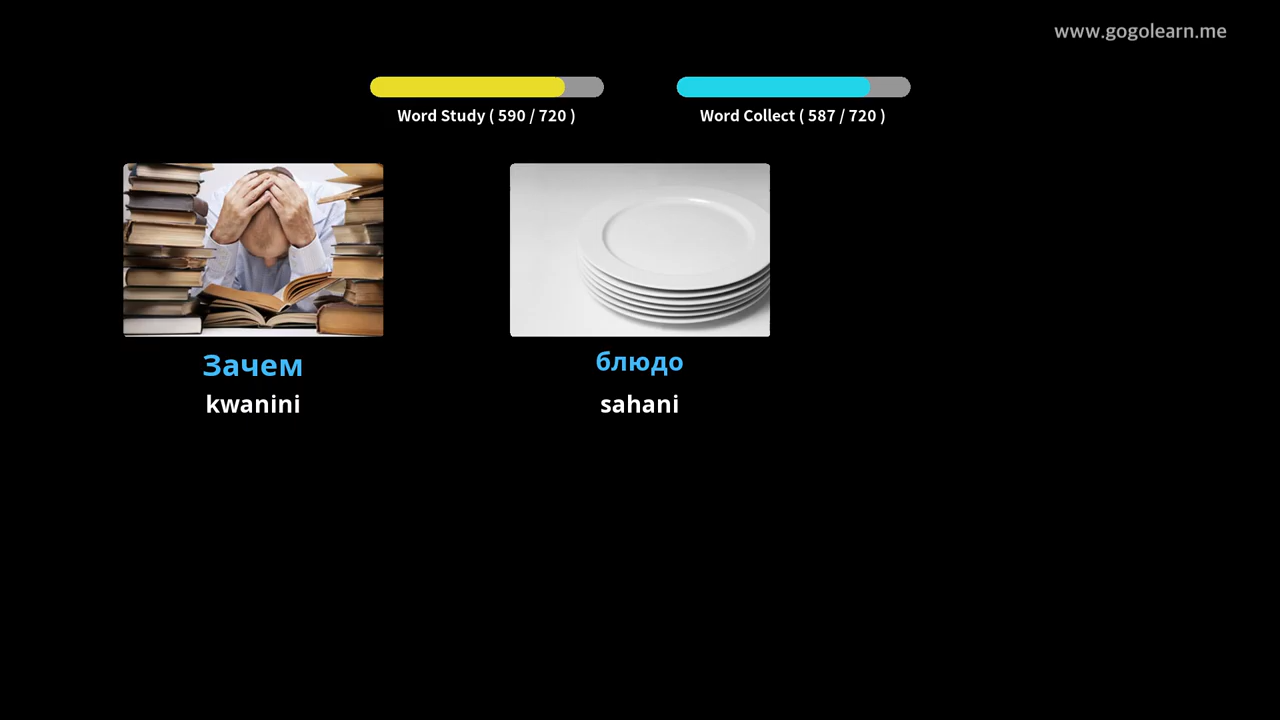 www.gogolearn.me
Word Study ( 590 / 720 )
Word Collect ( 587 / 720 )
Зачем
kwanini
блюдо
sahani